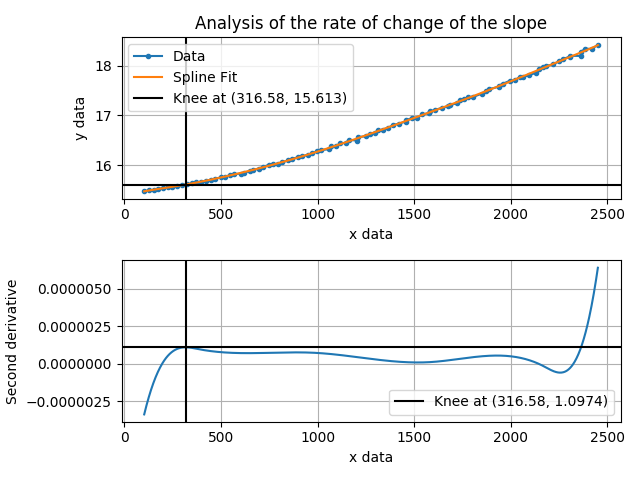 Analysis of the rate of change of the slope
Data
Spline Fit
Knee at (316.58, 15.613)
y data
18
17
16
0 500 1000 1500 2000 2500
x data
Second derivative
0.0000050
0.0000025
0.0000000
−0.0000025
Knee at (316.58, 1.0974)
0 500 1000 1500 2000 2500
x data